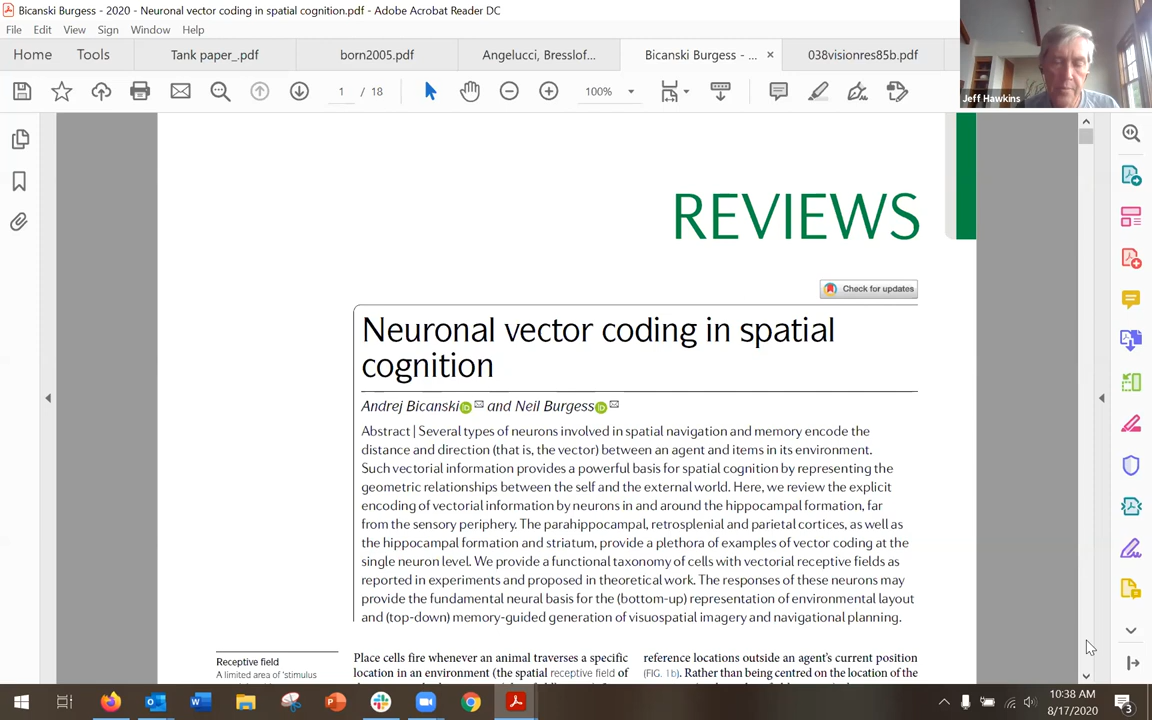 Bicanski Burgess - 2020 - Neuronal vector coding in spatial cognition.pdf - Adobe Acrobat Reader DC
File Edit View Sign Window Help
Home Tools Tank paper_.pdf born2005.pdf Angelucci, Bresslof... Bicanski Burgess - ... × 038visionres85b.pdf
1 / 18 100%
Jeff Hawkins
REVIEWS
Check for updates
Neuronal vector coding in spatial
cognition
Andrej Bicanski iD and Neil Burgess iD
Abstract | Several types of neurons involved in spatial navigation and memory encode the
distance and direction (that is, the vector) between an agent and items in its environment.
Such vectorial information provides a powerful basis for spatial cognition by representing the
geometric relationships between the self and the external world. Here, we review the explicit
encoding of vectorial information by neurons in and around the hippocampal formation, far
from the sensory periphery. The parahippocampal, retrosplenial and parietal cortices, as well as
the hippocampal formation and striatum, provide a plethora of examples of vector coding at the
single neuron level. We provide a functional taxonomy of cells with vectorial receptive fields as
reported in experiments and proposed in theoretical work. The responses of these neurons may
provide the fundamental neural basis for the (bottom-up) representation of environmental layout
and (top-down) memory-guided generation of visuospatial imagery and navigational planning.
Receptive field
A limited area of 'stimulus
Place cells fire whenever an animal traverses a specific
location in an environment (the spatial receptive field of
reference locations outside an agent's current position
(FIG. 1b). Rather than being centred on the location of the
10:38 AM
8/17/2020
3